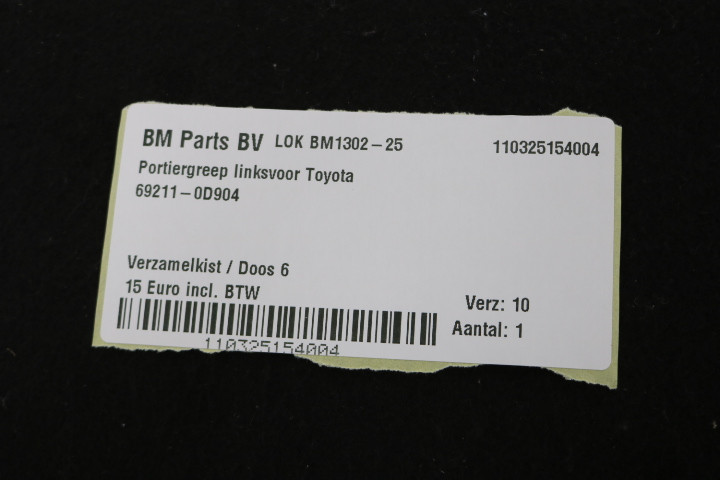 BM Parts BV LOK BM1302-25 110325154004
Portiergreep linksvoor Toyota
69211-0D904
Verzamelkist / Doos 6
15 Euro incl. BTW
Verz: 10
Aantal: 1
110325154004